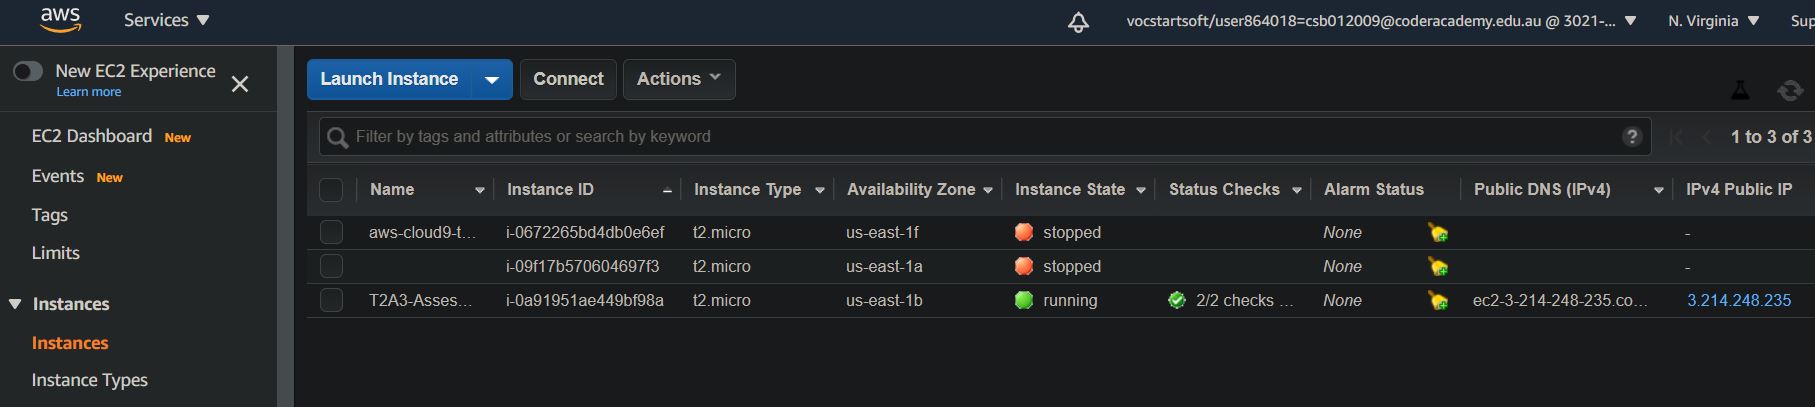 aws
Services
vocstartsoft/user864018=csb012009@coderacademy.edu.au @ 3021-...
N. Virginia
Sup
New EC2 Experience
Learn more
EC2 Dashboard New
Events New
Tags
Limits
Instances
Instances
Instance Types
Launch Instance Connect Actions
Filter by tags and attributes or search by keyword
?
1 to 3 of 3
Name Instance ID Instance Type Availability Zone Instance State Status Checks Alarm Status Public DNS (IPv4) IPv4 Public IP
aws-cloud9-t... i-0672265bd4db0e6ef t2.micro us-east-1f stopped None -
i-09f17b570604697f3 t2.micro us-east-1a stopped None -
T2A3-Asses... i-0a91951ae449bf98a t2.micro us-east-1b running 2/2 checks ... None ec2-3-214-248-235.co... 3.214.248.235